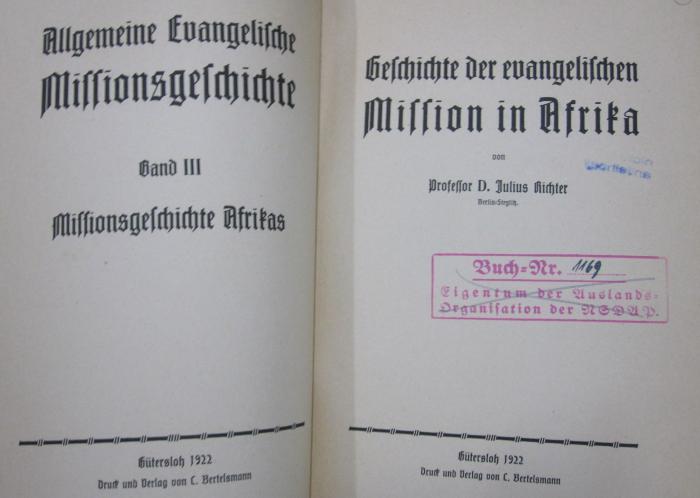 Allgemeine Evangelische
Missionsgeschichte
Band III
Missionsgeschichte Afrikas
Gütersloh 1922
Druck und Verlag von C. Bertelsmann
Geschichte der evangelischen
Mission in Afrika
von
Professor D. Julius Richter
Berlin-Steglitz.
Buch-Nr. 1169
Eigentum der Auslands-
Organisation der NSDAP.
Gütersloh 1922
Druck und Verlag von C. Bertelsmann